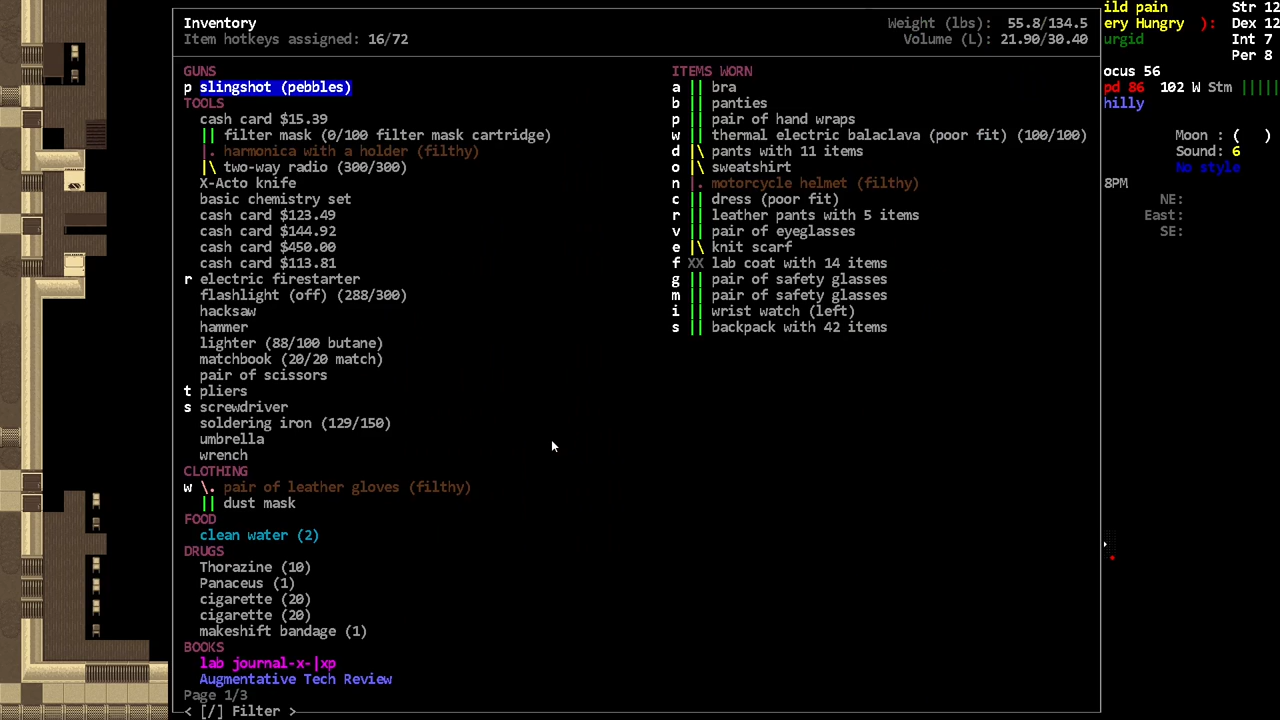 Inventory
Item hotkeys assigned: 16/72
Weight (lbs): 55.8/134.5
Volume (L): 21.90/30.40
GUNS
p slingshot (pebbles)
TOOLS
cash card $15.39
|| filter mask (0/100 filter mask cartridge)
|. harmonica with a holder (filthy)
|\ two-way radio (300/300)
X-Acto knife
basic chemistry set
cash card $123.49
cash card $144.92
cash card $450.00
cash card $113.81
r electric firestarter
flashlight (off) (288/300)
hacksaw
hammer
lighter (88/100 butane)
matchbook (20/20 match)
pair of scissors
t pliers
s screwdriver
soldering iron (129/150)
umbrella
wrench
CLOTHING
w \. pair of leather gloves (filthy)
|| dust mask
FOOD
clean water (2)
DRUGS
Thorazine (10)
Panaceus (1)
cigarette (20)
cigarette (20)
makeshift bandage (1)
BOOKS
lab journal-x-|xp
Augmentative Tech Review
Page 1/3
< [/] Filter >
ITEMS WORN
a || bra
b || panties
p || pair of hand wraps
w || thermal electric balaclava (poor fit) (100/100)
d |\ pants with 11 items
o |\ sweatshirt
n |. motorcycle helmet (filthy)
c || dress (poor fit)
r || leather pants with 5 items
v || pair of eyeglasses
e |\ knit scarf
f XX lab coat with 14 items
g || pair of safety glasses
m || pair of safety glasses
i || wrist watch (left)
s || backpack with 42 items
ild pain Str 12
ery Hungry ): Dex 12
urgid Int 7
Per 8
ocus 56
pd 86 102 W Stm |||||
hilly
Moon : ( )
Sound: 6
No style
8PM
NE:
East:
SE: